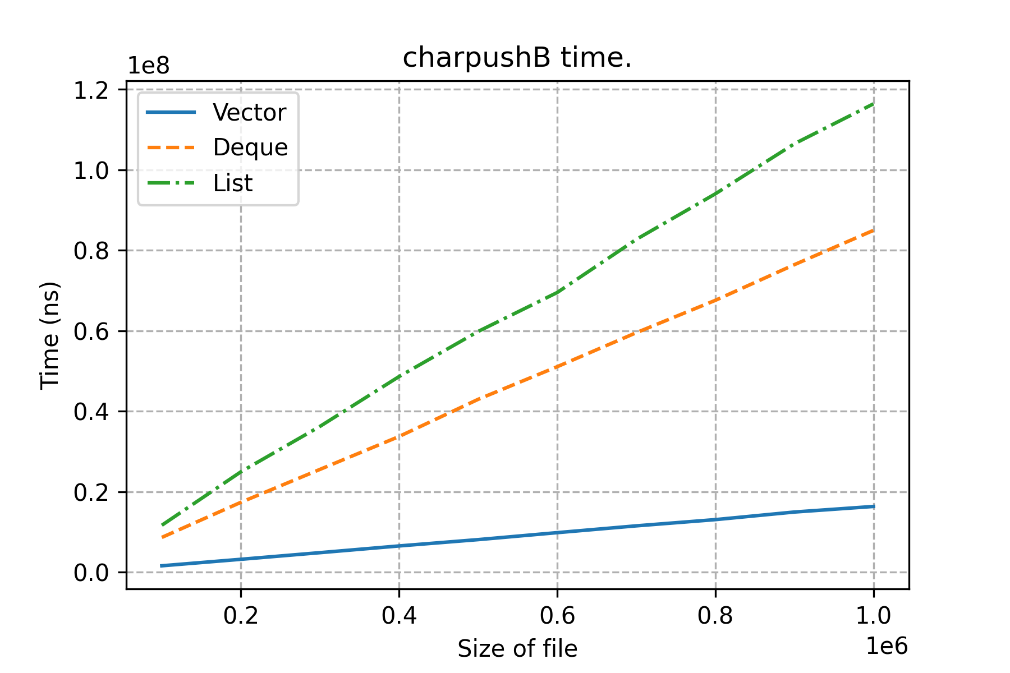 charpushB time.
1e8
1.2
1.0
0.8
0.6
0.4
0.2
0.0
Time (ns)
Vector
Deque
List
0.2 0.4 0.6 0.8 1.0
Size of file
1e6